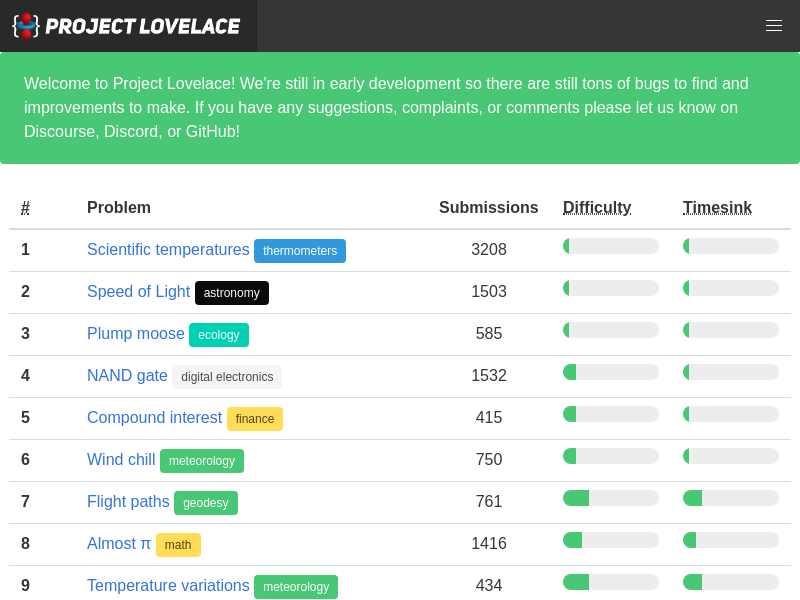 PROJECT LOVELACE
Welcome to Project Lovelace! We're still in early development so there are still tons of bugs to find and
improvements to make. If you have any suggestions, complaints, or comments please let us know on
Discourse, Discord, or GitHub!
# Problem Submissions Difficulty Timesink
1 Scientific temperatures thermometers 3208
2 Speed of Light astronomy 1503
3 Plump moose ecology 585
4 NAND gate digital electronics 1532
5 Compound interest finance 415
6 Wind chill meteorology 750
7 Flight paths geodesy 761
8 Almost π math 1416
9 Temperature variations meteorology 434